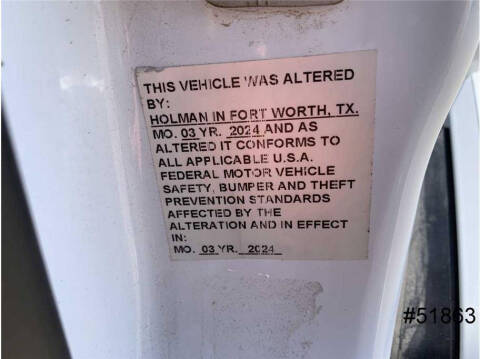 THIS VEHICLE WAS ALTERED
BY:
HOLMAN IN FORT WORTH, TX.
MO. 03 YR. 2024 AND AS
ALTERED IT CONFORMS TO
ALL APPLICABLE U.S.A.
FEDERAL MOTOR VEHICLE
SAFETY, BUMPER AND THEFT
PREVENTION STANDARDS
AFFECTED BY THE
ALTERATION AND IN EFFECT
IN:
MO. 03 YR. 2024
#51863